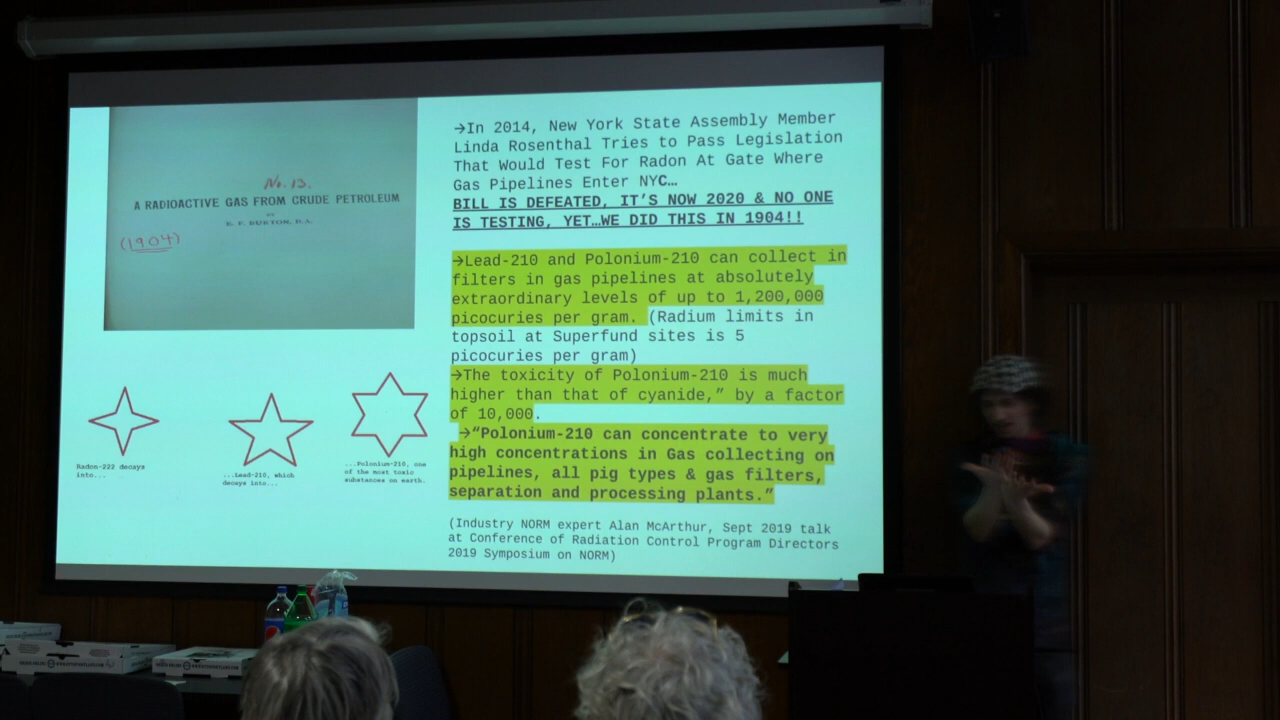 No. 13.
A RADIOACTIVE GAS FROM CRUDE PETROLEUM
BY
E. F. BURTON, B.A.
(1904)
→In 2014, New York State Assembly Member
Linda Rosenthal Tries to Pass Legislation
That Would Test For Radon At Gate Where
Gas Pipelines Enter NYC…
BILL IS DEFEATED, IT'S NOW 2020 & NO ONE
IS TESTING, YET…WE DID THIS IN 1904!!
→Lead-210 and Polonium-210 can collect in
filters in gas pipelines at absolutely
extraordinary levels of up to 1,200,000
picocuries per gram. (Radium limits in
topsoil at Superfund sites is 5
picocuries per gram)
→The toxicity of Polonium-210 is much
higher than that of cyanide,” by a factor
of 10,000.
→“Polonium-210 can concentrate to very
high concentrations in Gas collecting on
pipelines, all pig types & gas filters,
separation and processing plants.”
(Industry NORM expert Alan McArthur, Sept 2019 talk
at Conference of Radiation Control Program Directors
2019 Symposium on NORM)
Radon-222 decays
into...
...Lead-210, which
decays into...
...Polonium-210, one
of the most toxic
substances on earth.